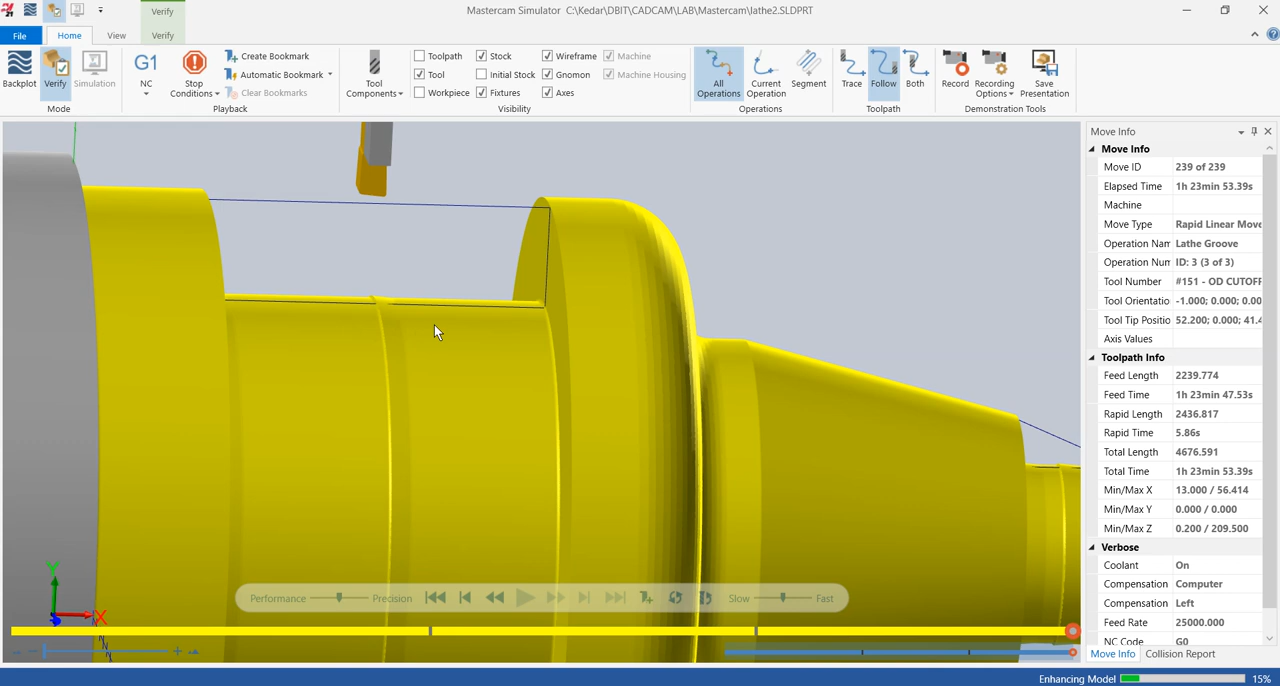 Verify
Mastercam Simulator C:\Kedar\DBIT\CADCAM\LAB\Mastercam\lathe2.SLDPRT
File Home View Verify
Backplot Verify Simulation
Mode
G1
NC
Stop Conditions
Create Bookmark
Automatic Bookmark
Clear Bookmarks
Playback
Tool Components
Toolpath Stock Wireframe Machine
Tool Initial Stock Gnomon Machine Housing
Workpiece Fixtures Axes
Visibility
All Operations
Current Operation
Segment
Operations
Trace Follow Both
Toolpath
Record
Recording Options
Save Presentation
Demonstration Tools
Move Info
Move Info
Move ID 239 of 239
Elapsed Time 1h 23min 53.39s
Machine
Move Type Rapid Linear Move
Operation Nam Lathe Groove
Operation Num ID: 3 (3 of 3)
Tool Number #151 - OD CUTOFF
Tool Orientatio -1.000; 0.000; 0.00
Tool Tip Positio 52.200; 0.000; 41.4
Axis Values
Toolpath Info
Feed Length 2239.774
Feed Time 1h 23min 47.53s
Rapid Length 2436.817
Rapid Time 5.86s
Total Length 4676.591
Total Time 1h 23min 53.39s
Min/Max X 13.000 / 56.414
Min/Max Y 0.000 / 0.000
Min/Max Z 0.200 / 209.500
Verbose
Coolant On
Compensation Computer
Compensation Left
Feed Rate 25000.000
NC Code G0
Move Info Collision Report
Performance Precision Slow Fast
Y
X
Enhancing Model 15%